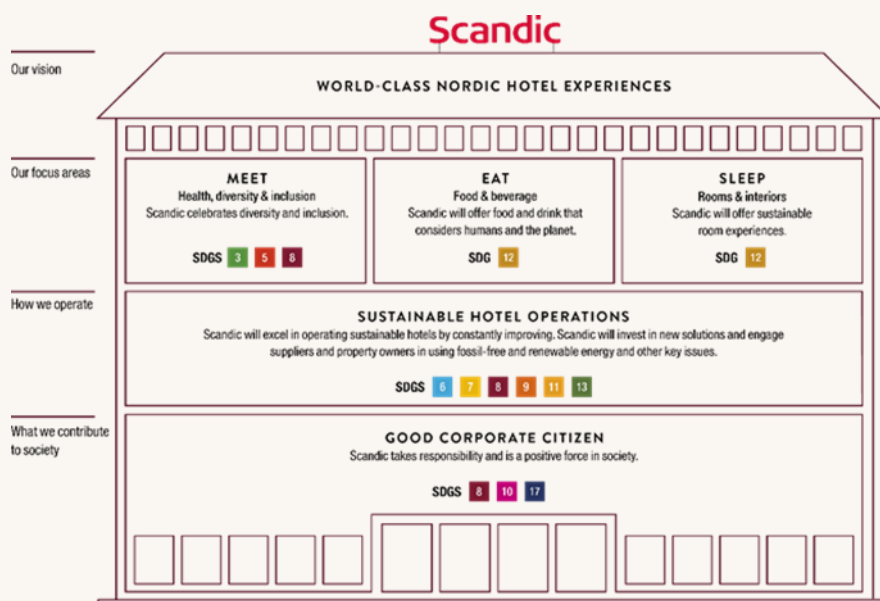 Scandic
Our vision
WORLD-CLASS NORDIC HOTEL EXPERIENCES
Our focus areas
MEET
Health, diversity & inclusion
Scandic celebrates diversity and inclusion.
SDGS 3 5 8
EAT
Food & beverage
Scandic will offer food and drink that
considers humans and the planet.
SDG 12
SLEEP
Rooms & interiors
Scandic will offer sustainable
room experiences.
SDG 12
How we operate
SUSTAINABLE HOTEL OPERATIONS
Scandic will excel in operating sustainable hotels by constantly improving. Scandic will invest in new solutions and engage
suppliers and property owners in using fossil-free and renewable energy and other key issues.
SDGS 6 7 8 9 11 13
What we contribute
to society
GOOD CORPORATE CITIZEN
Scandic takes responsibility and is a positive force in society.
SDGS 8 10 17